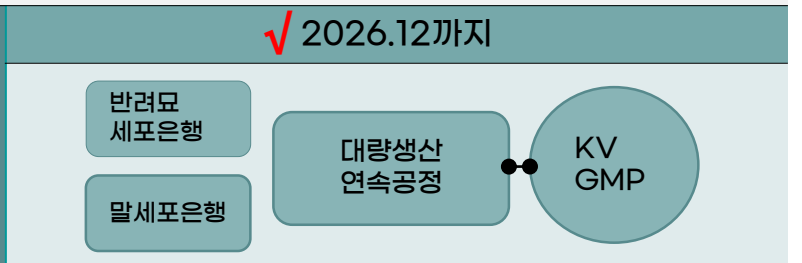 √ 2026.12까지
반려묘
세포은행
말세포은행
대량생산
연속공정
KV
GMP